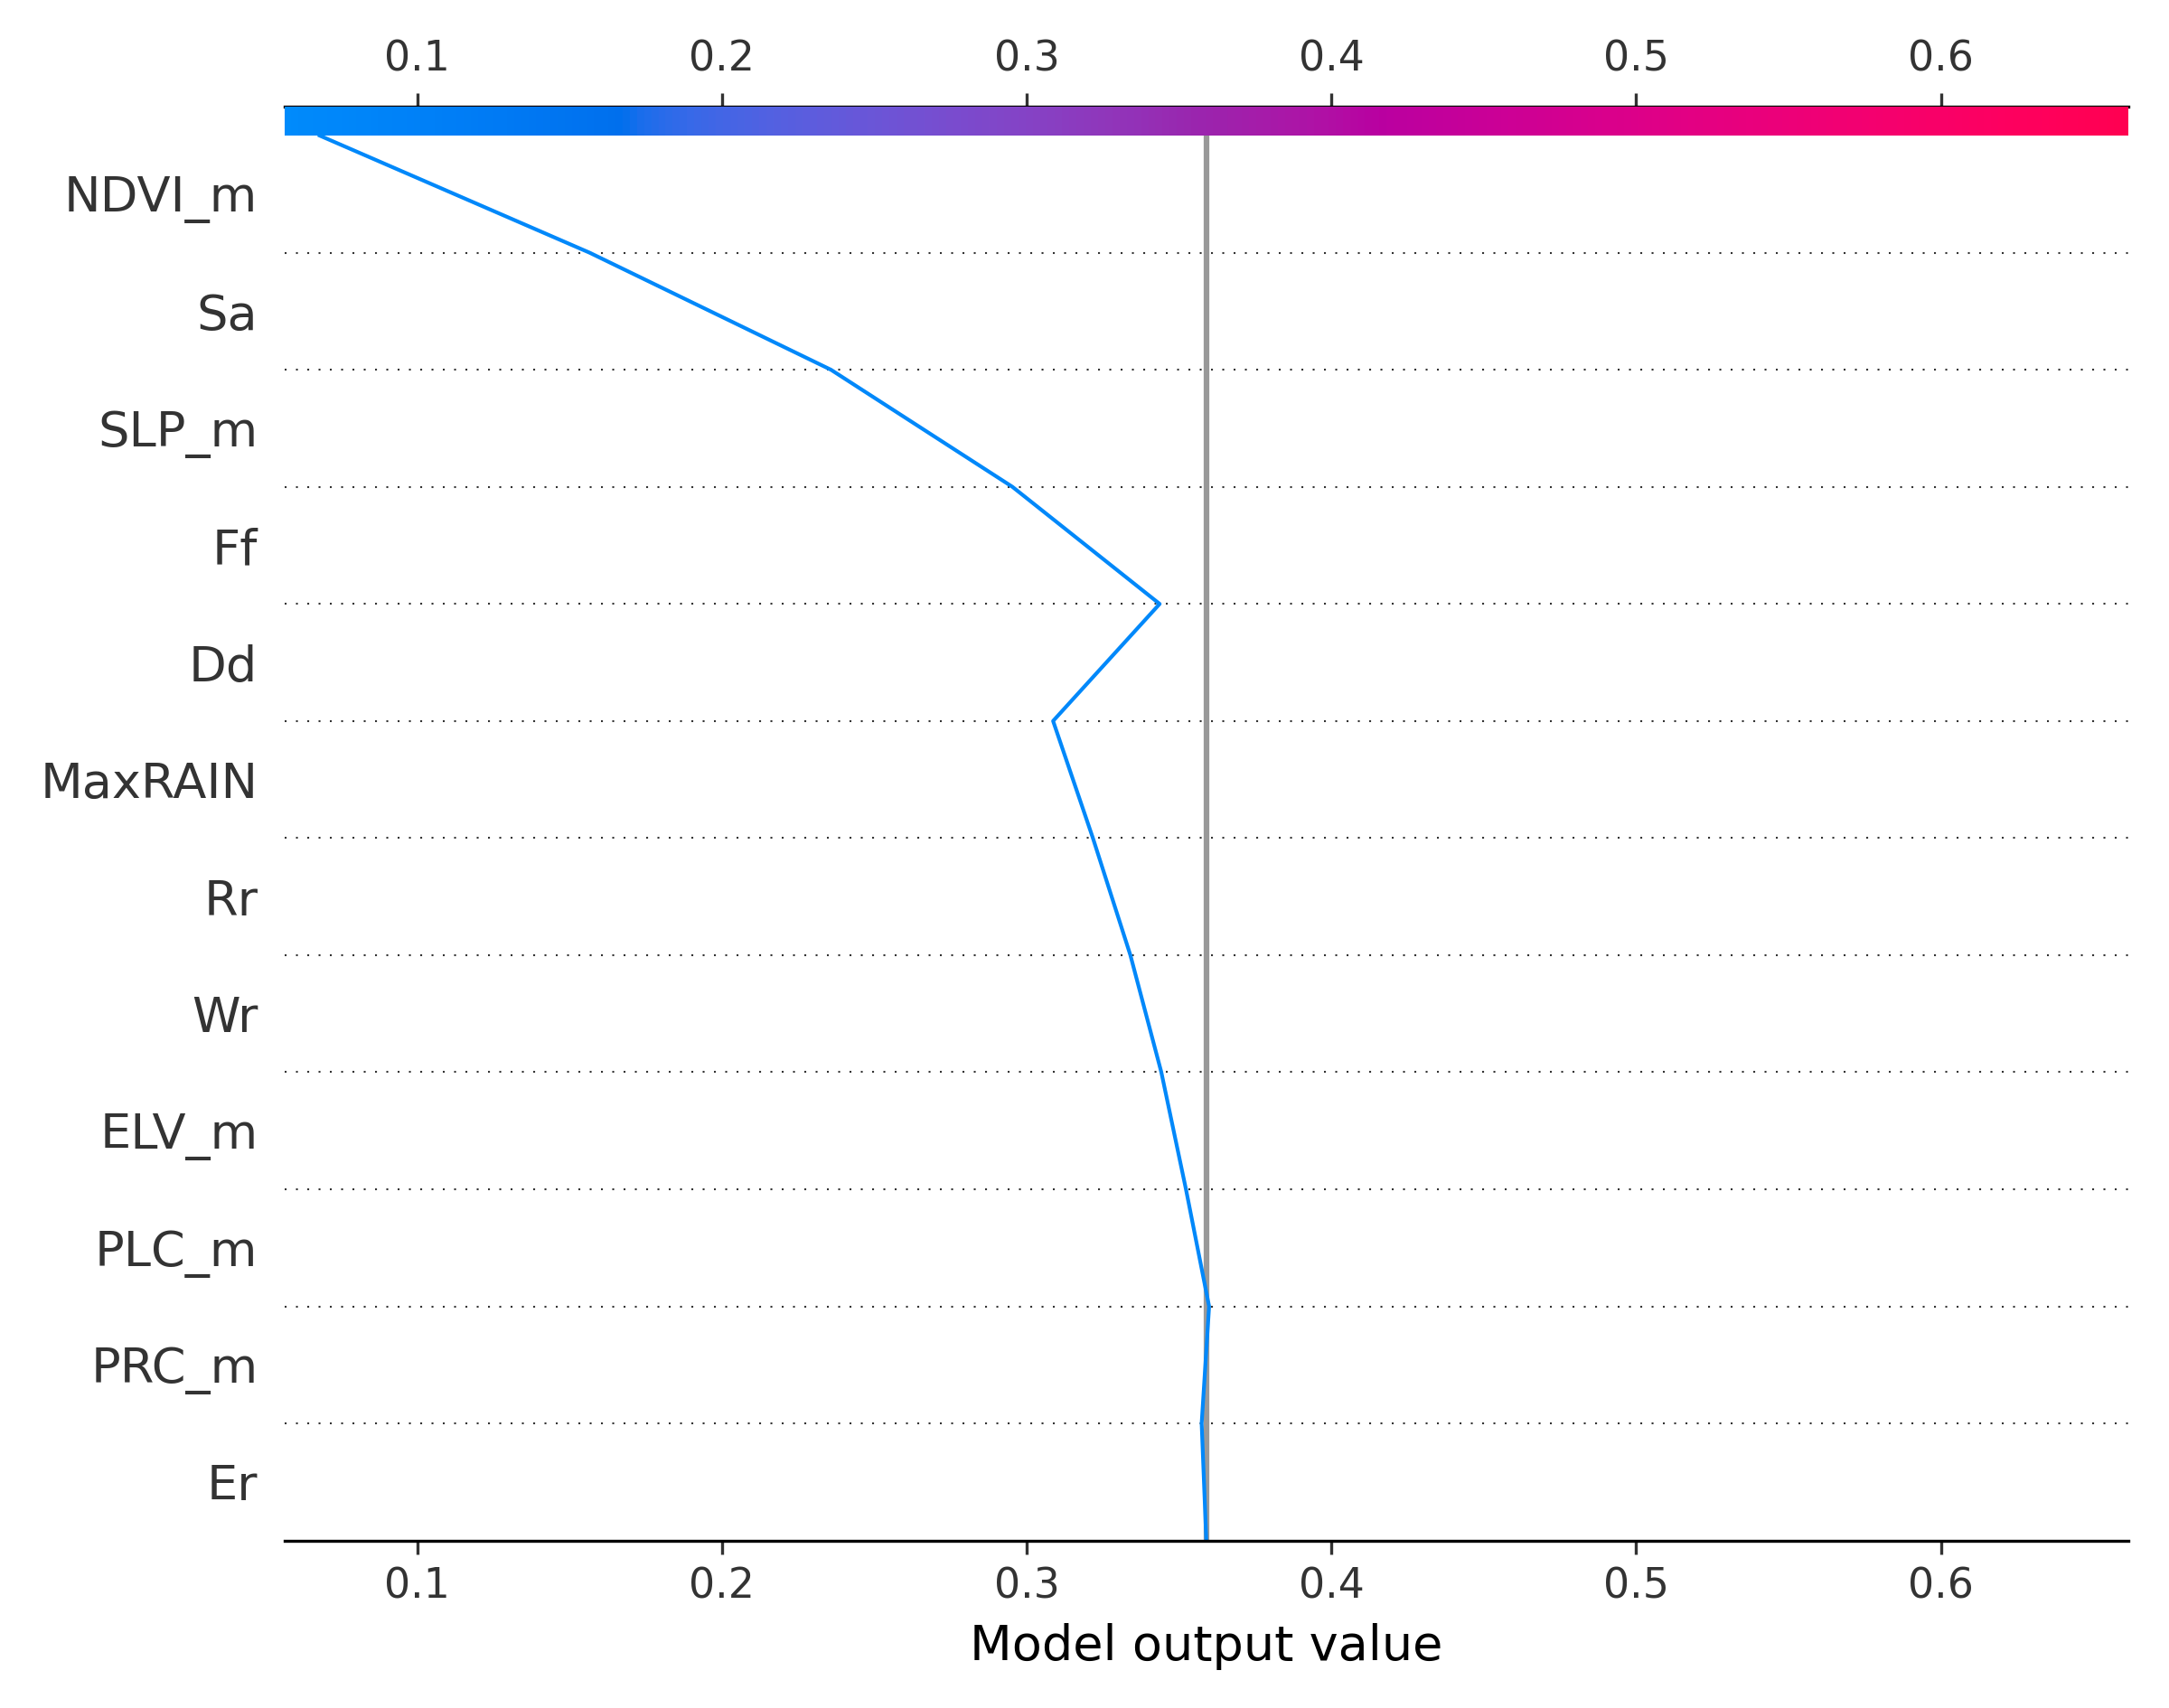 0.1 0.2 0.3 0.4 0.5 0.6
NDVI_m
Sa
SLP_m
Ff
Dd
MaxRAIN
Rr
Wr
ELV_m
PLC_m
PRC_m
Er
0.1 0.2 0.3 0.4 0.5 0.6
Model output value